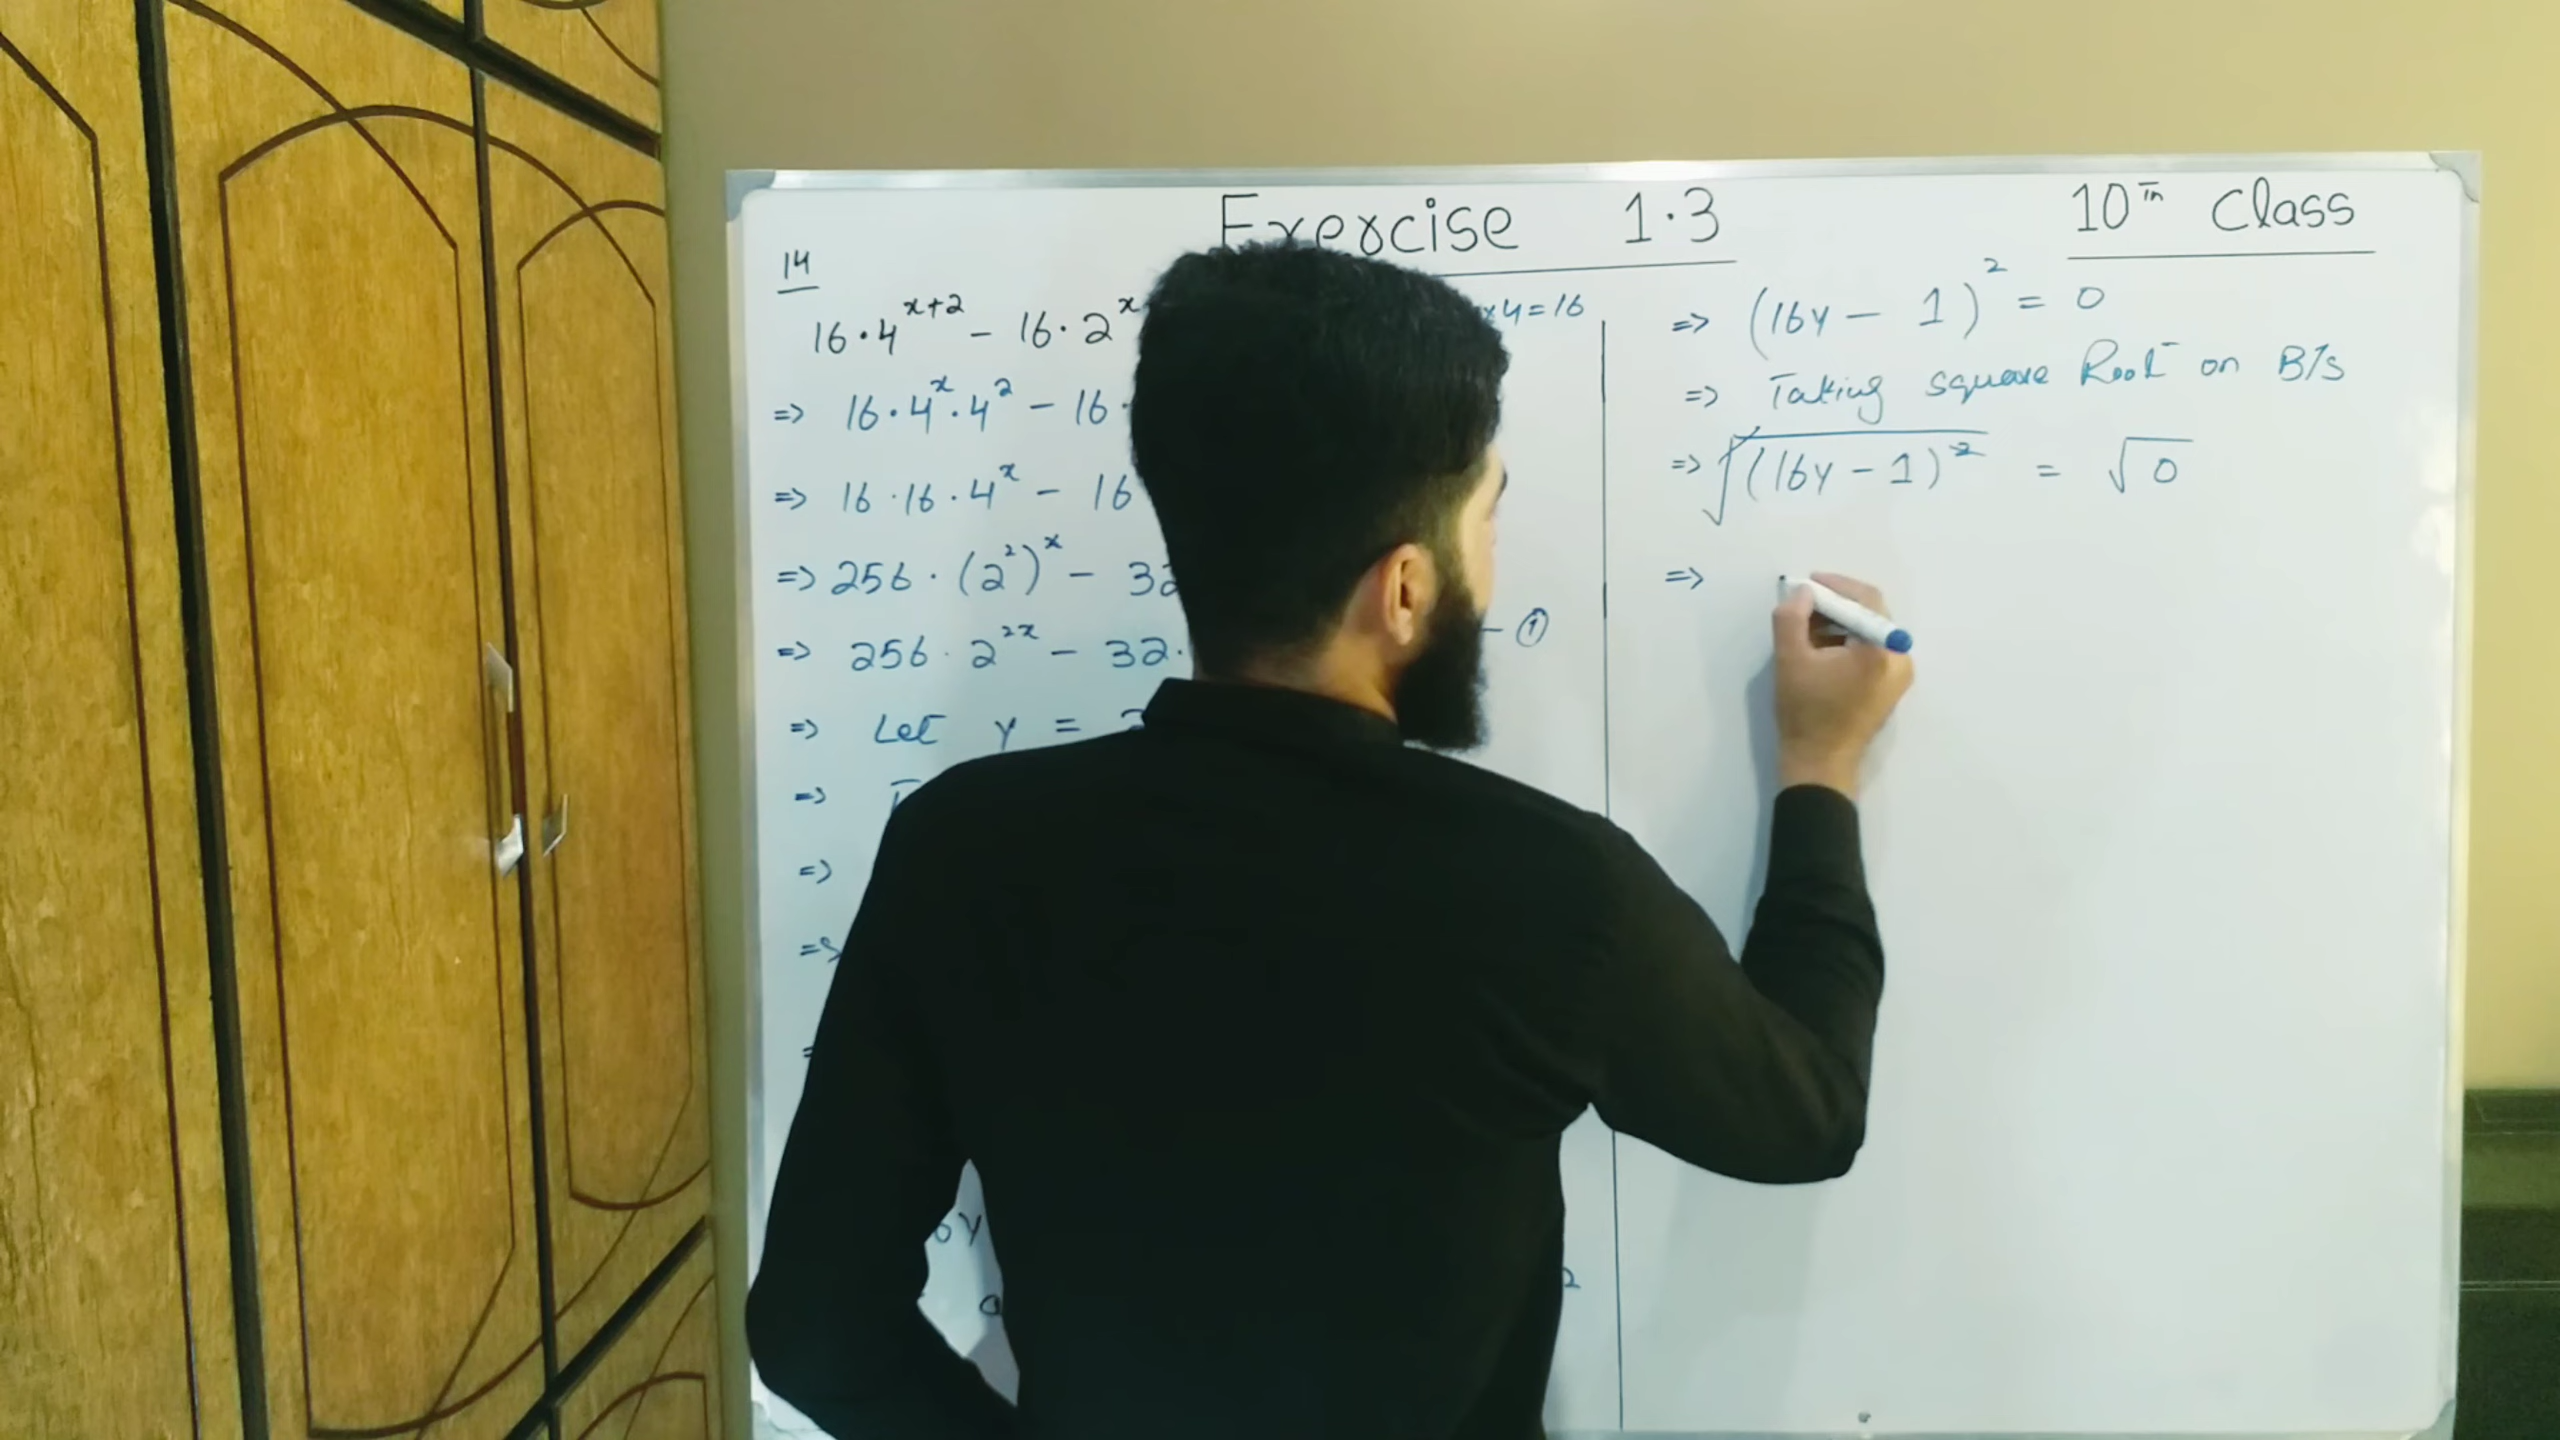 Exercise 1.3
10th Class
14
16·4^{x+2} - 16·2^x
x4=16
=> 16·4^x·4^2 - 16·
=> 16·16·4^x - 16
=> 256·(2^2)^x - 32
=> 256·2^{2x} - 32· - ①
=> Let y = 2
=>
=>
=>
=> (16y - 1)^2 = 0
=> Taking square Root on B/s
=> √(16y - 1)^2 = √0
=>